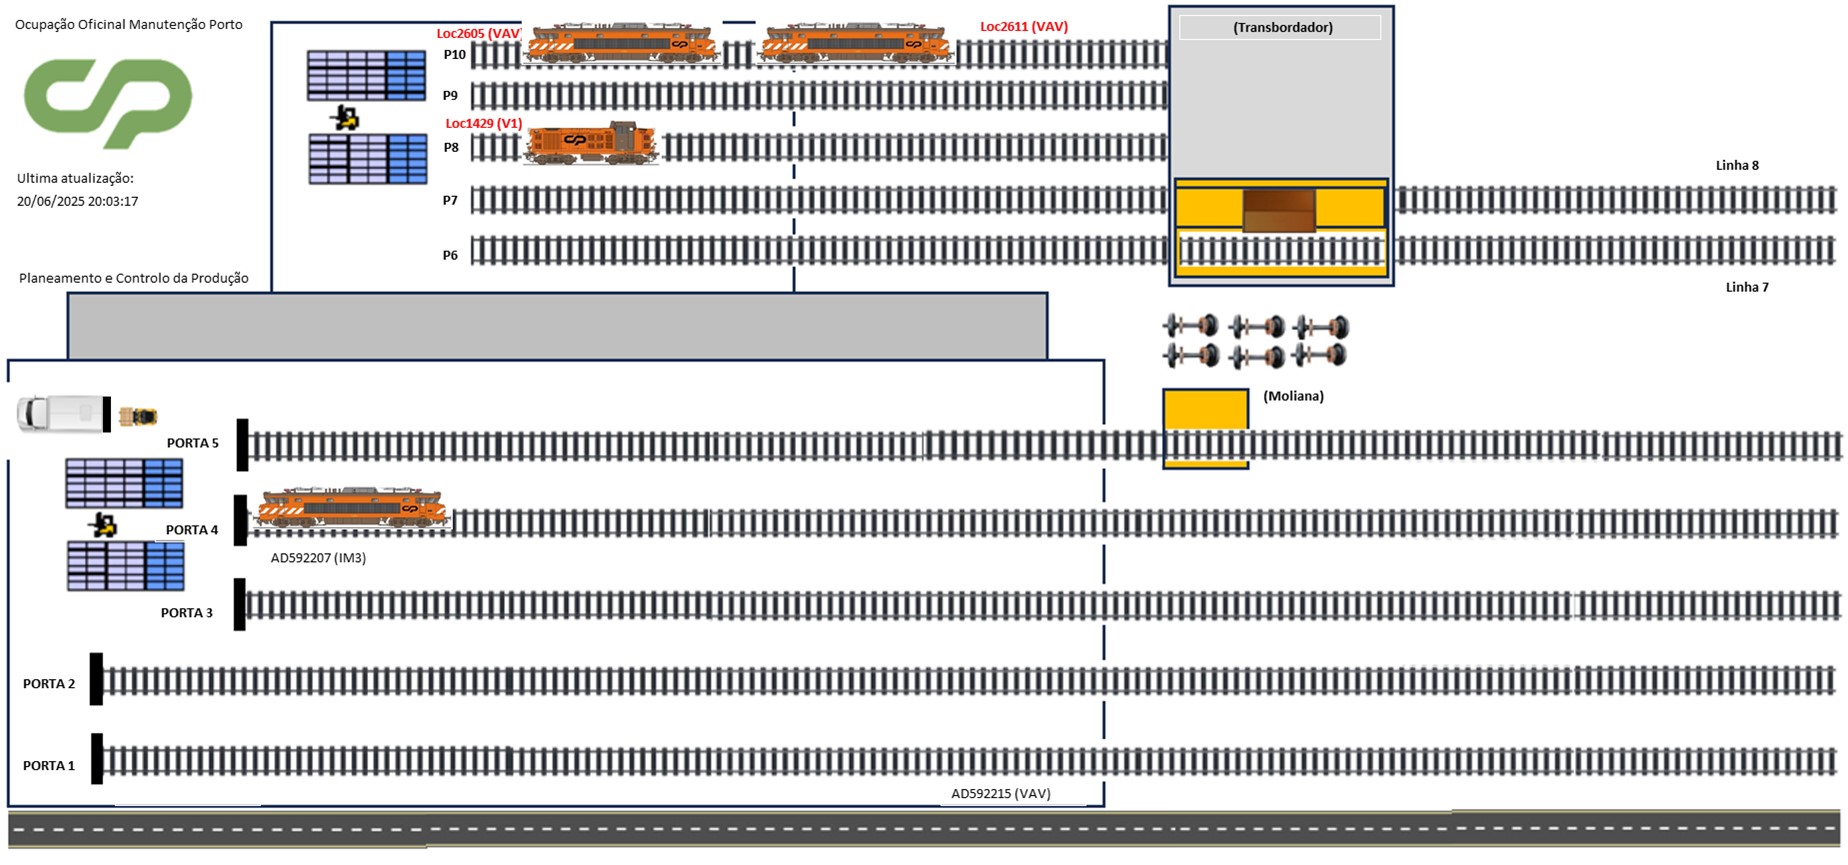 Ocupação Oficinal Manutenção Porto
Loc2605 (VAV)
Loc2611 (VAV)
(Transbordador)
P10
P9
Loc1429 (V1)
P8
Linha 8
Ultima atualização:
20/06/2025 20:03:17
P7
P6
Planeamento e Controlo da Produção
Linha 7
(Moliana)
PORTA 5
PORTA 4
AD592207 (IM3)
PORTA 3
PORTA 2
PORTA 1
AD592215 (VAV)